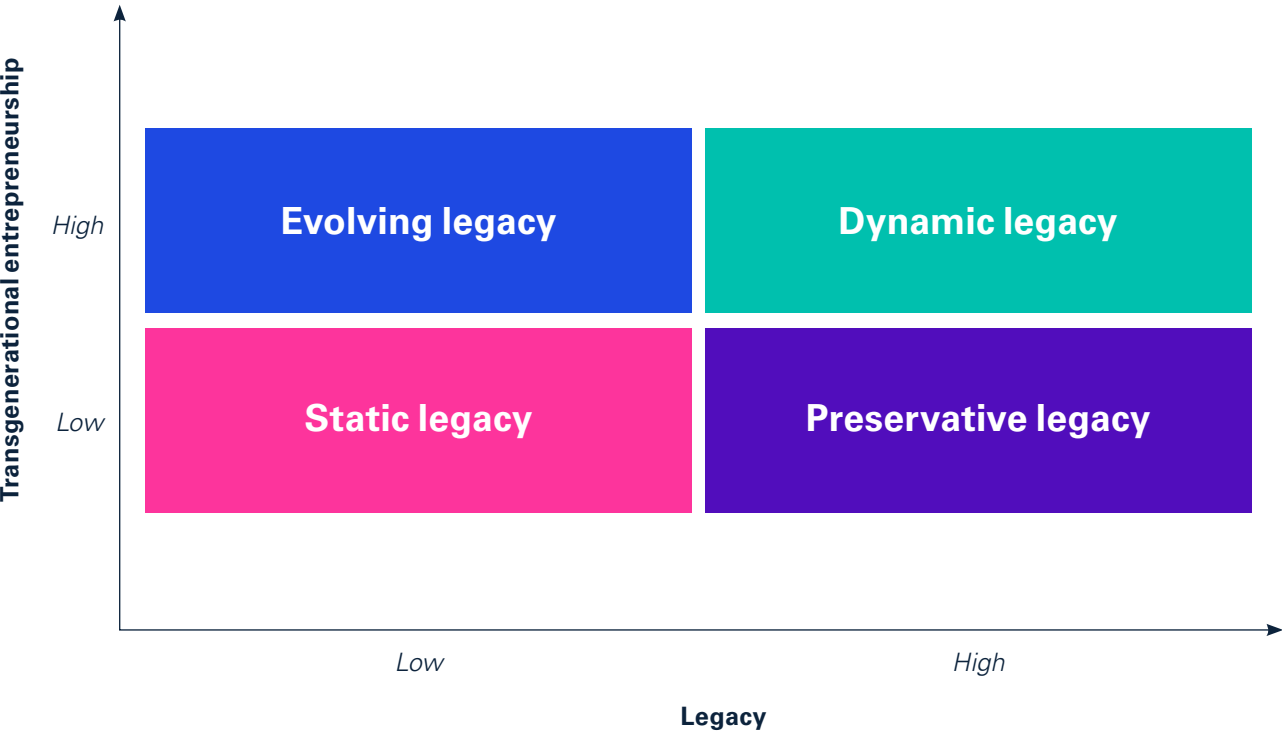 Transgenerational entrepreneurship
High
Evolving legacy
Dynamic legacy
Low
Static legacy
Preservative legacy
Low
High
Legacy